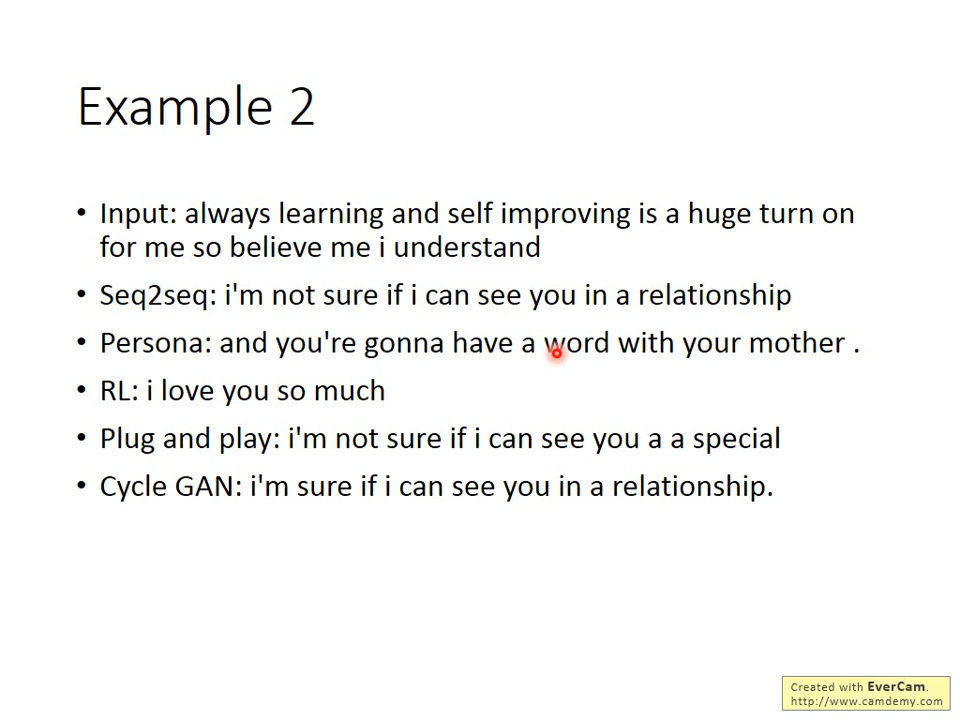 Example 2
• Input: always learning and self improving is a huge turn on
for me so believe me i understand
• Seq2seq: i'm not sure if i can see you in a relationship
• Persona: and you're gonna have a word with your mother .
• RL: i love you so much
• Plug and play: i'm not sure if i can see you a a special
• Cycle GAN: i'm sure if i can see you in a relationship.
Created with EverCam.
http://www.camdemy.com